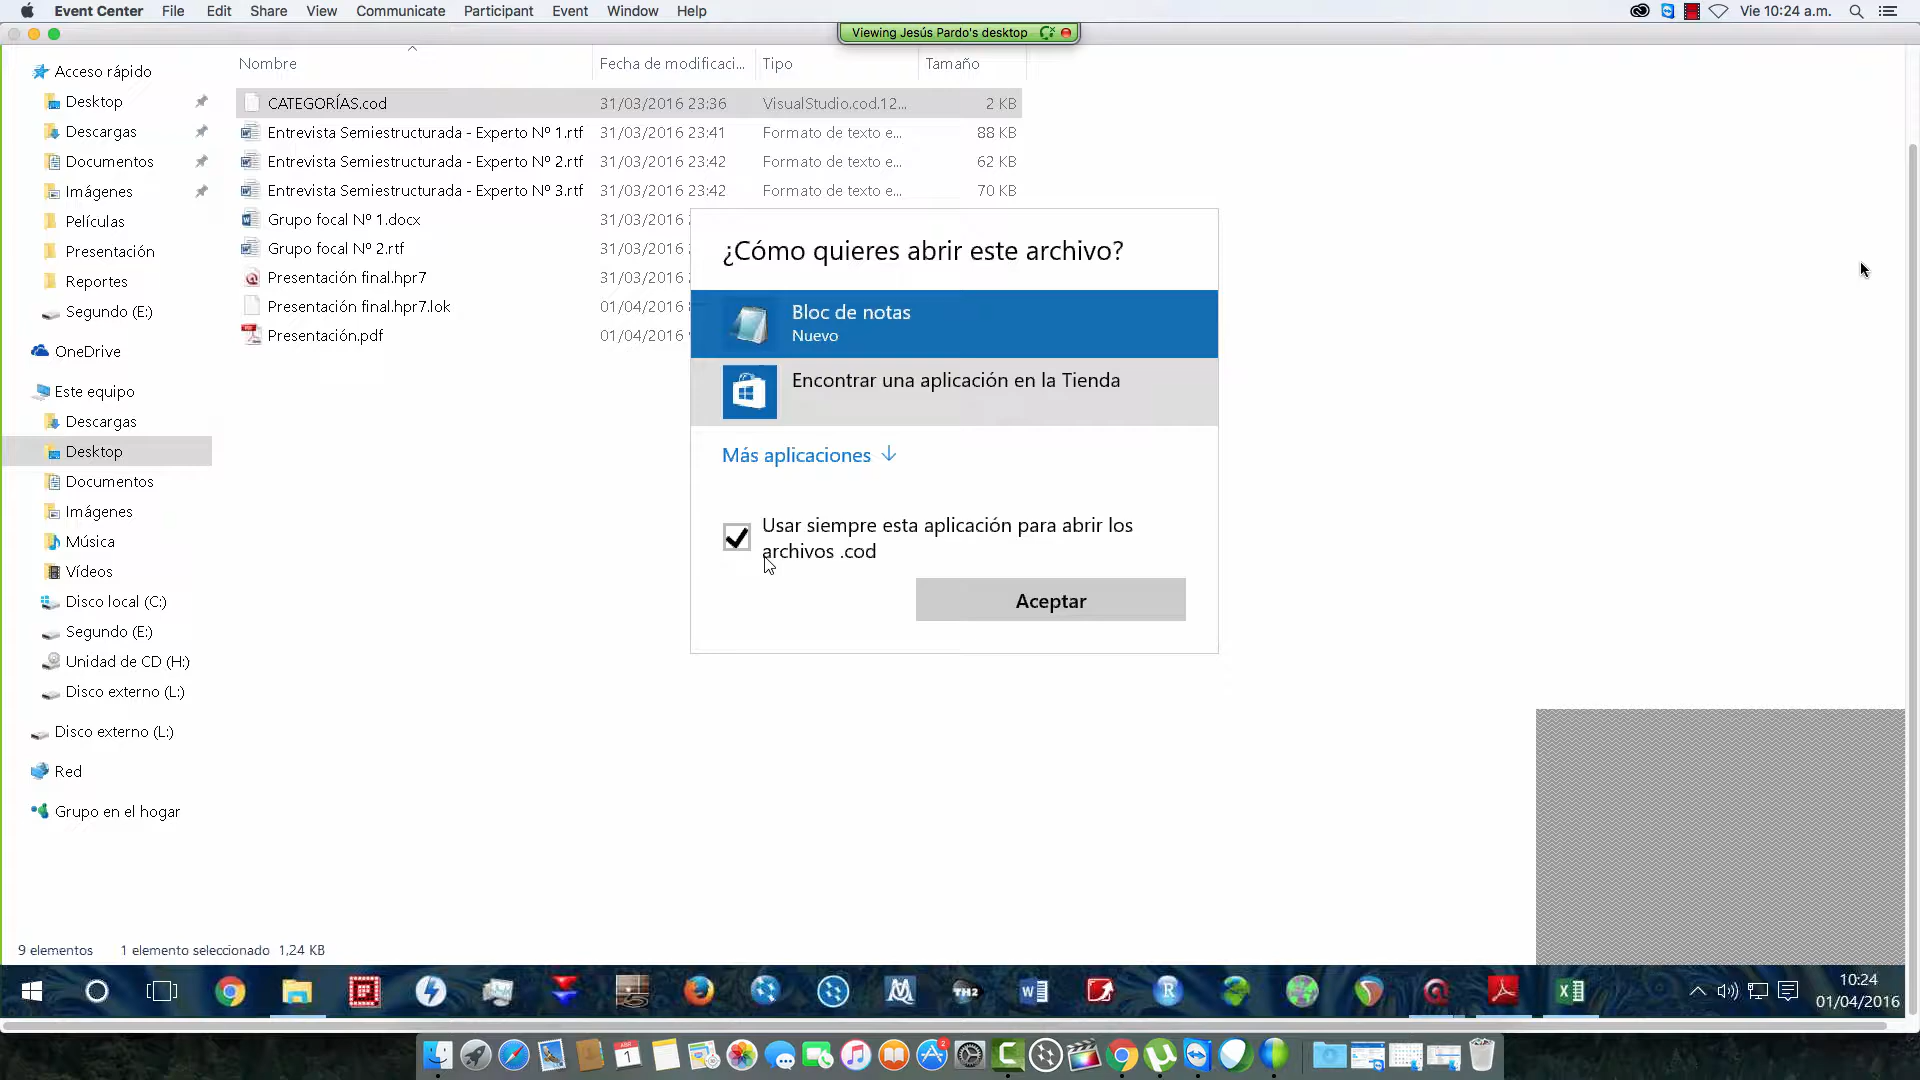 Event Center File Edit Share View Communicate Participant Event Window Help Vie 10:24 a.m.
Viewing Jesús Pardo's desktop
Nombre Fecha de modificaci... Tipo Tamaño
Acceso rápido
Desktop
Descargas
Documentos
Imágenes
Películas
Presentación
Reportes
Segundo (E:)
OneDrive
Este equipo
Descargas
Desktop
Documentos
Imágenes
Música
Vídeos
Disco local (C:)
Segundo (E:)
Unidad de CD (H:)
Disco externo (L:)
Disco externo (L:)
Red
Grupo en el hogar
CATEGORÍAS.cod 31/03/2016 23:36 VisualStudio.cod.12... 2 KB
Entrevista Semiestructurada - Experto Nº 1.rtf 31/03/2016 23:41 Formato de texto e... 88 KB
Entrevista Semiestructurada - Experto Nº 2.rtf 31/03/2016 23:42 Formato de texto e... 62 KB
Entrevista Semiestructurada - Experto Nº 3.rtf 31/03/2016 23:42 Formato de texto e... 70 KB
Grupo focal Nº 1.docx 31/03/2016
Grupo focal Nº 2.rtf 31/03/2016
Presentación final.hpr7 31/03/2016
Presentación final.hpr7.lok 01/04/2016
Presentación.pdf 01/04/2016
¿Cómo quieres abrir este archivo?
Bloc de notas
Nuevo
Encontrar una aplicación en la Tienda
Más aplicaciones
Usar siempre esta aplicación para abrir los
archivos .cod
Aceptar
9 elementos 1 elemento seleccionado 1,24 KB
TH2
10:24
01/04/2016